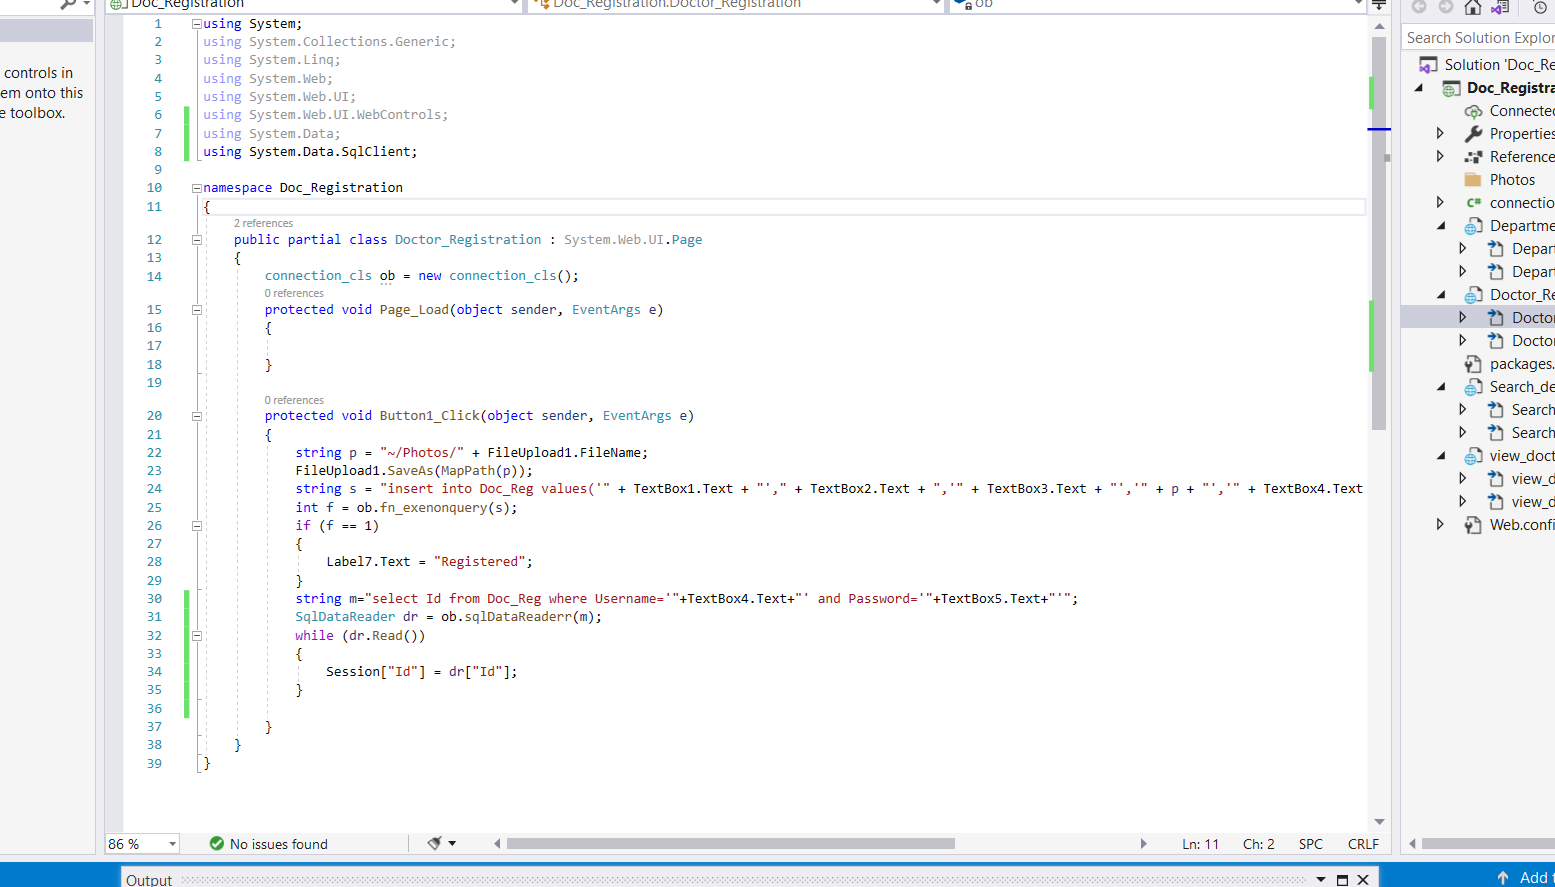 Doc_Registration
Doc_Registration.Doctor_Registration
ob
controls in
em onto this
e toolbox.
1 using System;
2 using System.Collections.Generic;
3 using System.Linq;
4 using System.Web;
5 using System.Web.UI;
6 using System.Web.UI.WebControls;
7 using System.Data;
8 using System.Data.SqlClient;
9
10 namespace Doc_Registration
11 {
2 references
12 public partial class Doctor_Registration : System.Web.UI.Page
13 {
14 connection_cls ob = new connection_cls();
0 references
15 protected void Page_Load(object sender, EventArgs e)
16 {
17
18 }
19
0 references
20 protected void Button1_Click(object sender, EventArgs e)
21 {
22 string p = "~/Photos/" + FileUpload1.FileName;
23 FileUpload1.SaveAs(MapPath(p));
24 string s = "insert into Doc_Reg values('" + TextBox1.Text + "'," + TextBox2.Text + ",'" + TextBox3.Text + "','" + p + "','" + TextBox4.Text
25 int f = ob.fn_exenonquery(s);
26 if (f == 1)
27 {
28 Label7.Text = "Registered";
29 }
30 string m="select Id from Doc_Reg where Username='"+TextBox4.Text+"' and Password='"+TextBox5.Text+"'";
31 SqlDataReader dr = ob.sqlDataReaderr(m);
32 while (dr.Read())
33 {
34 Session["Id"] = dr["Id"];
35 }
36
37 }
38 }
39 }
86 %
No issues found
Ln: 11 Ch: 2 SPC CRLF
Output
Search Solution Explor
Solution 'Doc_Re
Doc_Registra
Connected
Properties
Reference
Photos
C# connectio
Departme
Depar
Depar
Doctor_Re
Docto
Docto
packages.
Search_de
Search
Search
view_doct
view_d
view_d
Web.confi
Add t